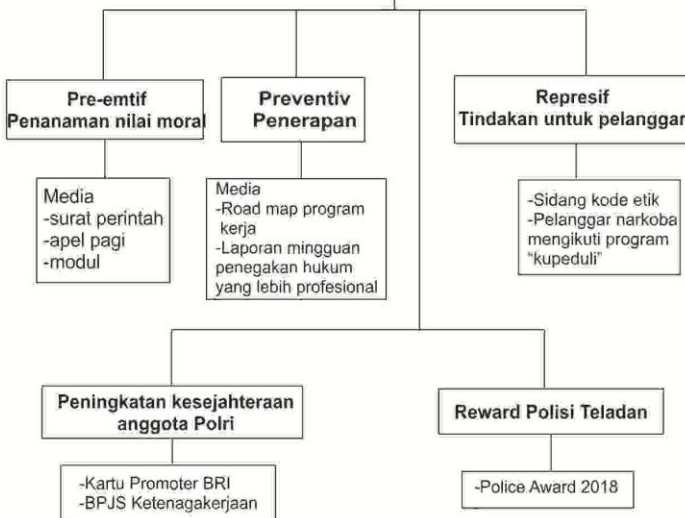 Pre-emtif
Penanaman nilai moral
Preventiv
Penerapan
Represif
Tindakan untuk pelanggar
Media
-surat perintah
-apel pagi
-modul
Media
-Road map program
kerja
-Laporan mingguan
penegakan hukum
yang lebih profesional
-Sidang kode etik
-Pelanggar narkoba
mengikuti program
“kupeduli”
Peningkatan kesejahteraan
anggota Polri
Reward Polisi Teladan
-Kartu Promoter BRI
-BPJS Ketenagakerjaan
-Police Award 2018